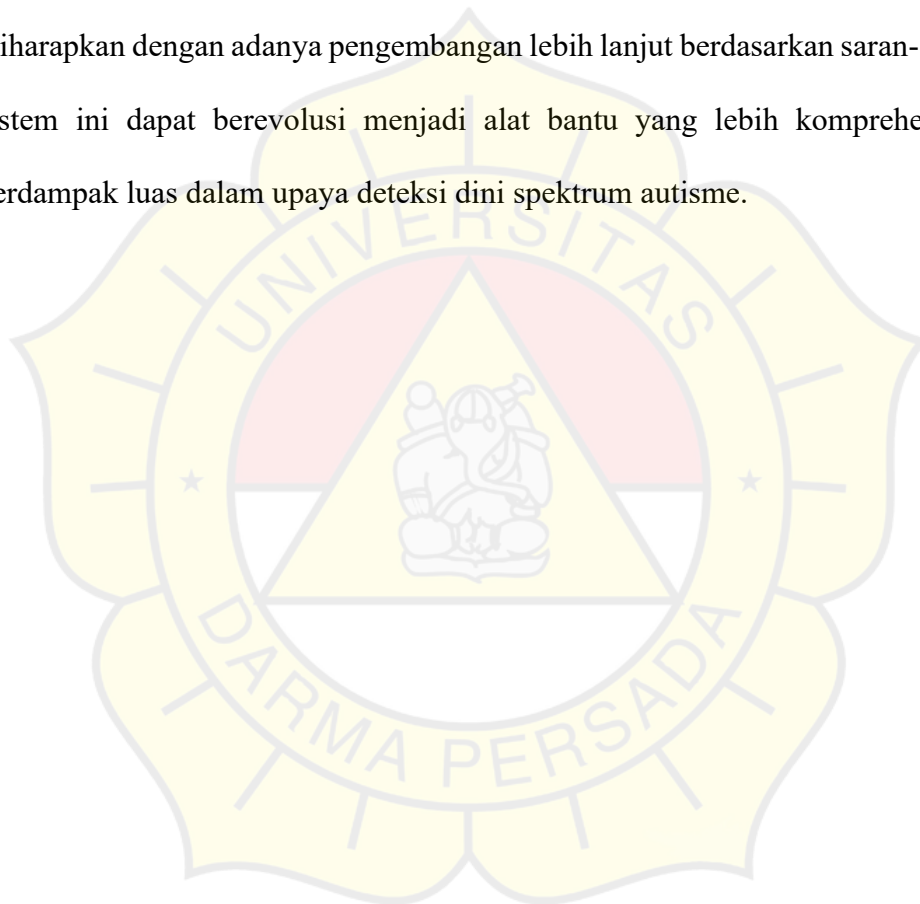 iharapkan dengan adanya pengembangan lebih lanjut berdasarkan saran-
stem ini dapat berevolusi menjadi alat bantu yang lebih komprehe
erdampak luas dalam upaya deteksi dini spektrum autisme.
UNIVERSITAS
DARMA PERSADA